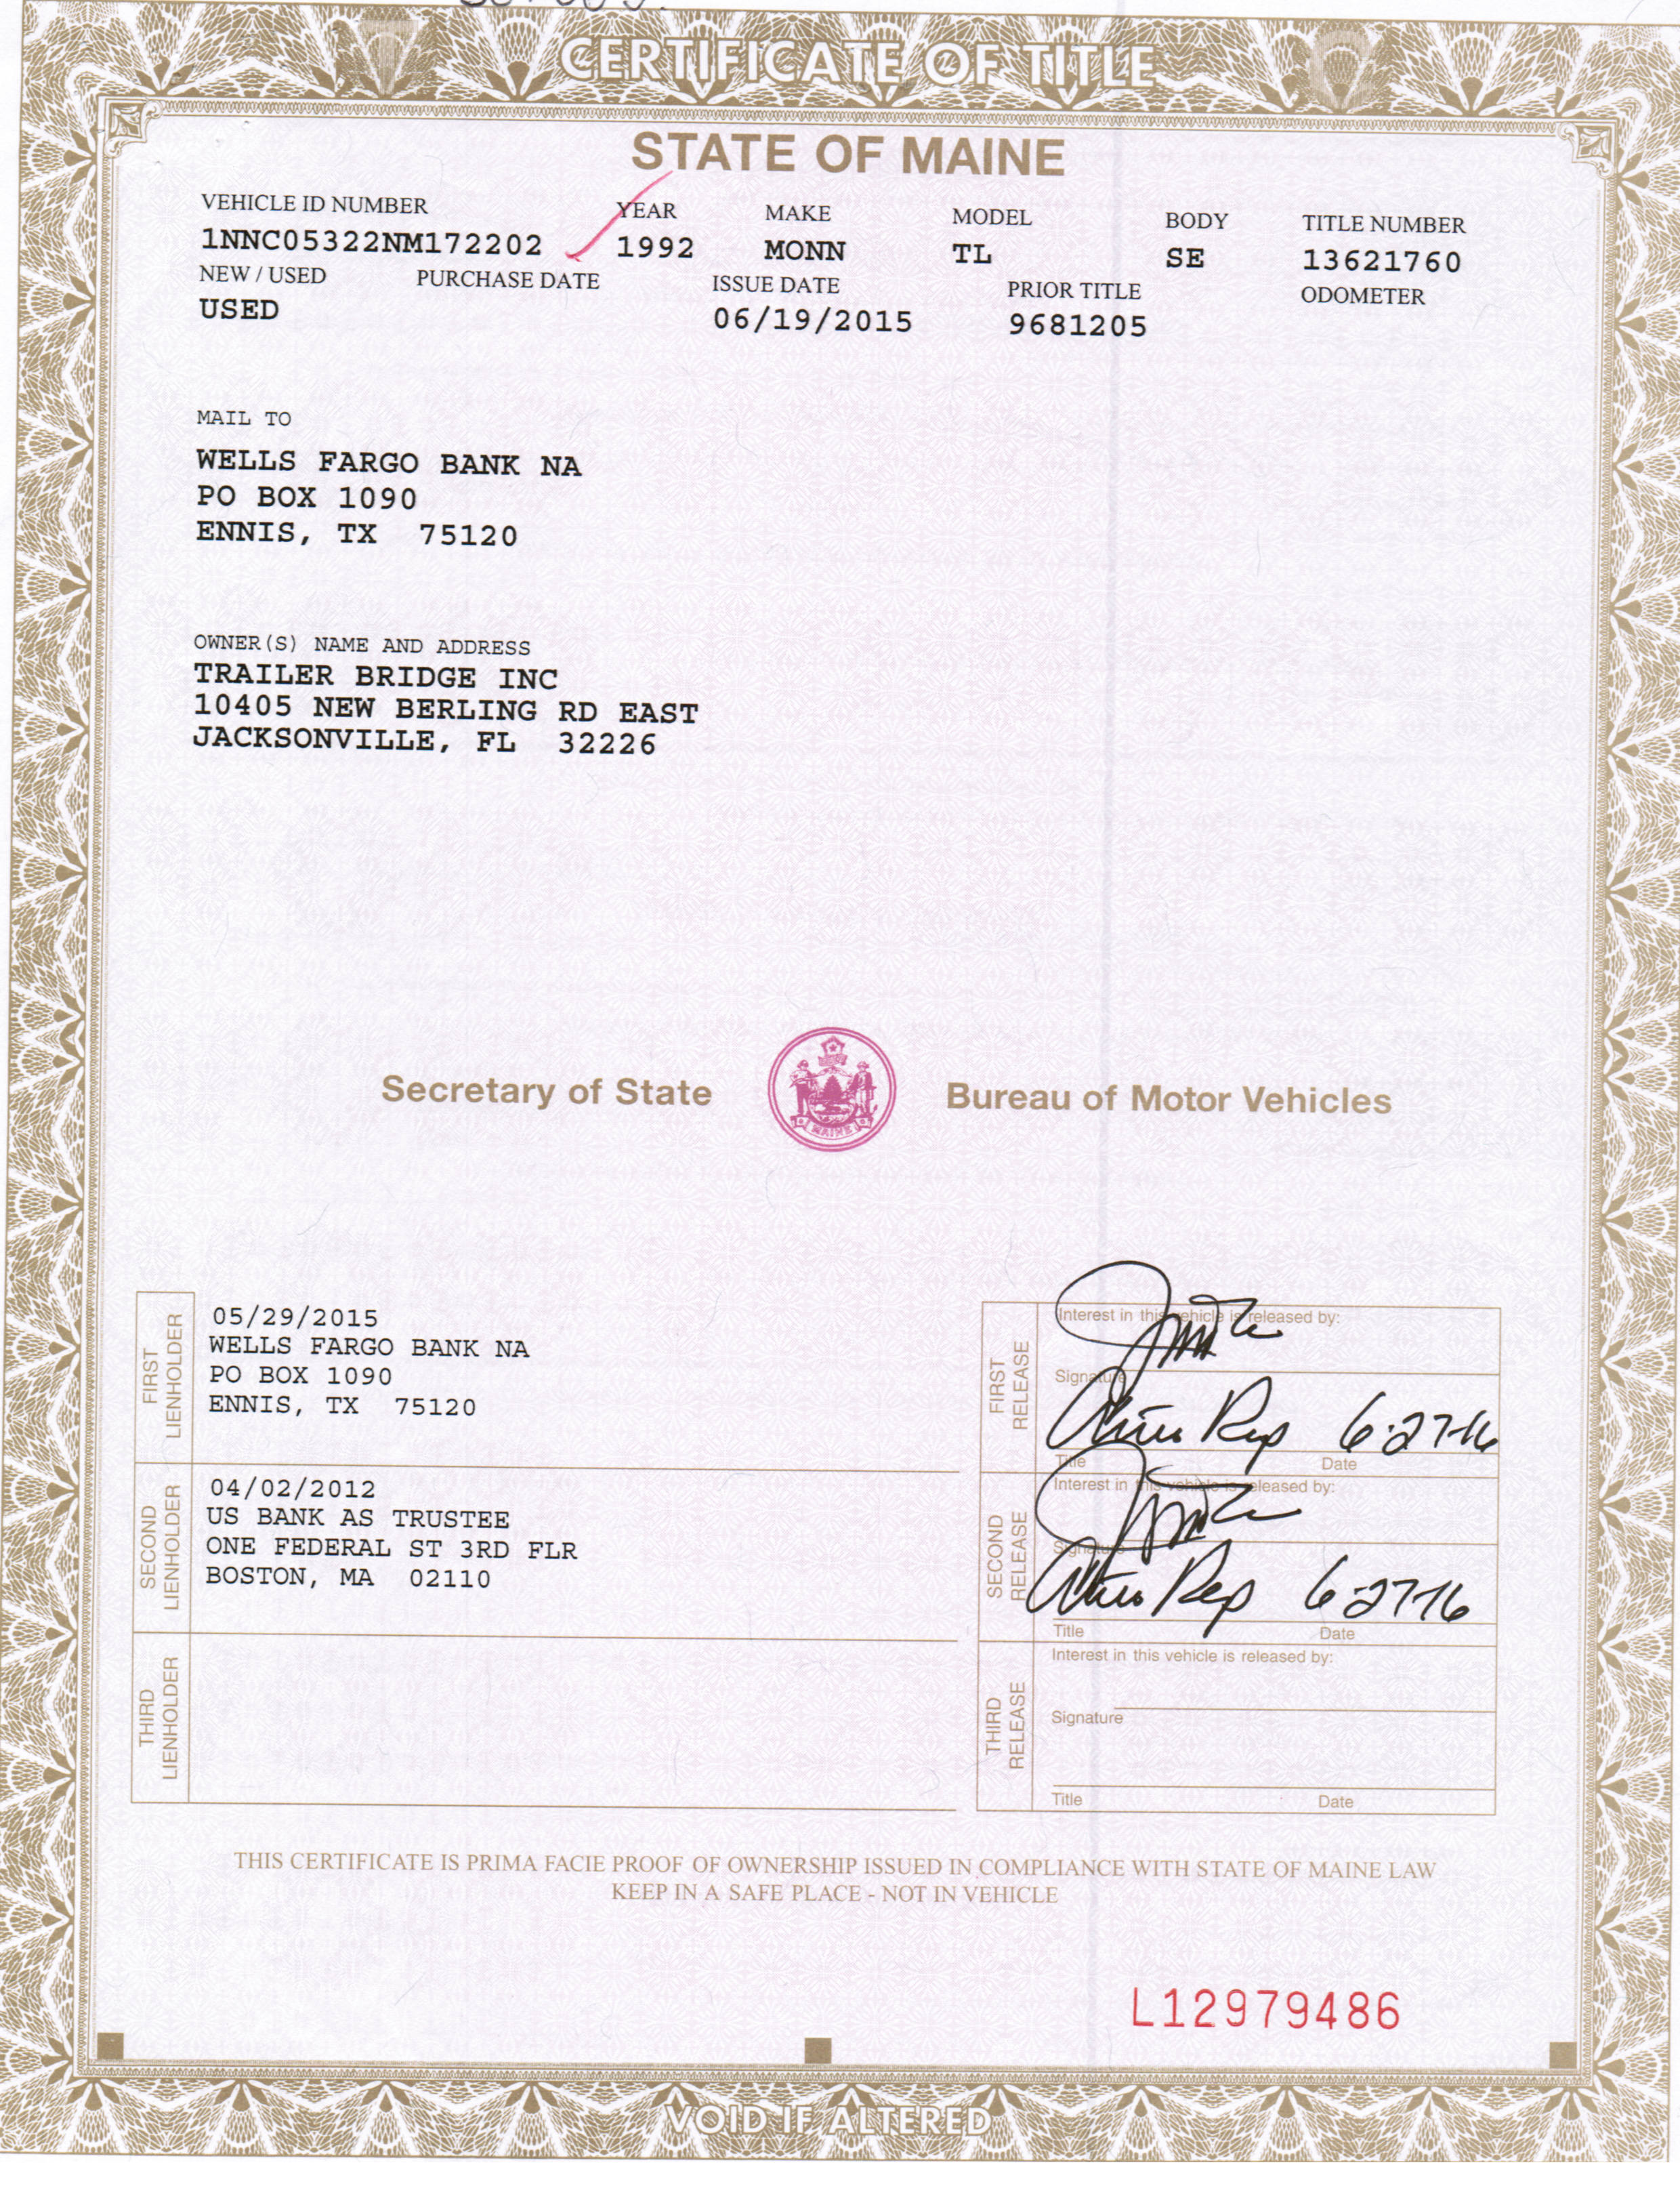 CERTIFICATE OF TITLE
STATE OF MAINE
VEHICLE ID NUMBER YEAR MAKE MODEL BODY TITLE NUMBER
1NNC05322NM172202 1992 MONN TL SE 13621760
NEW / USED PURCHASE DATE ISSUE DATE PRIOR TITLE ODOMETER
USED 06/19/2015 9681205
MAIL TO
WELLS FARGO BANK NA
PO BOX 1090
ENNIS, TX 75120
OWNER(S) NAME AND ADDRESS
TRAILER BRIDGE INC
10405 NEW BERLING RD EAST
JACKSONVILLE, FL 32226
Secretary of State Bureau of Motor Vehicles
MAINE
FIRST LIENHOLDER
05/29/2015
WELLS FARGO BANK NA
PO BOX 1090
ENNIS, TX 75120
FIRST RELEASE
Interest in this vehicle is released by:
Signature
Rep 6-27-16
Title Date
SECOND LIENHOLDER
04/02/2012
US BANK AS TRUSTEE
ONE FEDERAL ST 3RD FLR
BOSTON, MA 02110
SECOND RELEASE
Interest in this vehicle is released by:
Signature
Rep 6-27-16
Title Date
THIRD LIENHOLDER
THIRD RELEASE
Interest in this vehicle is released by:
Signature
Title Date
THIS CERTIFICATE IS PRIMA FACIE PROOF OF OWNERSHIP ISSUED IN COMPLIANCE WITH STATE OF MAINE LAW
KEEP IN A SAFE PLACE - NOT IN VEHICLE
L12979486
VOID IF ALTERED